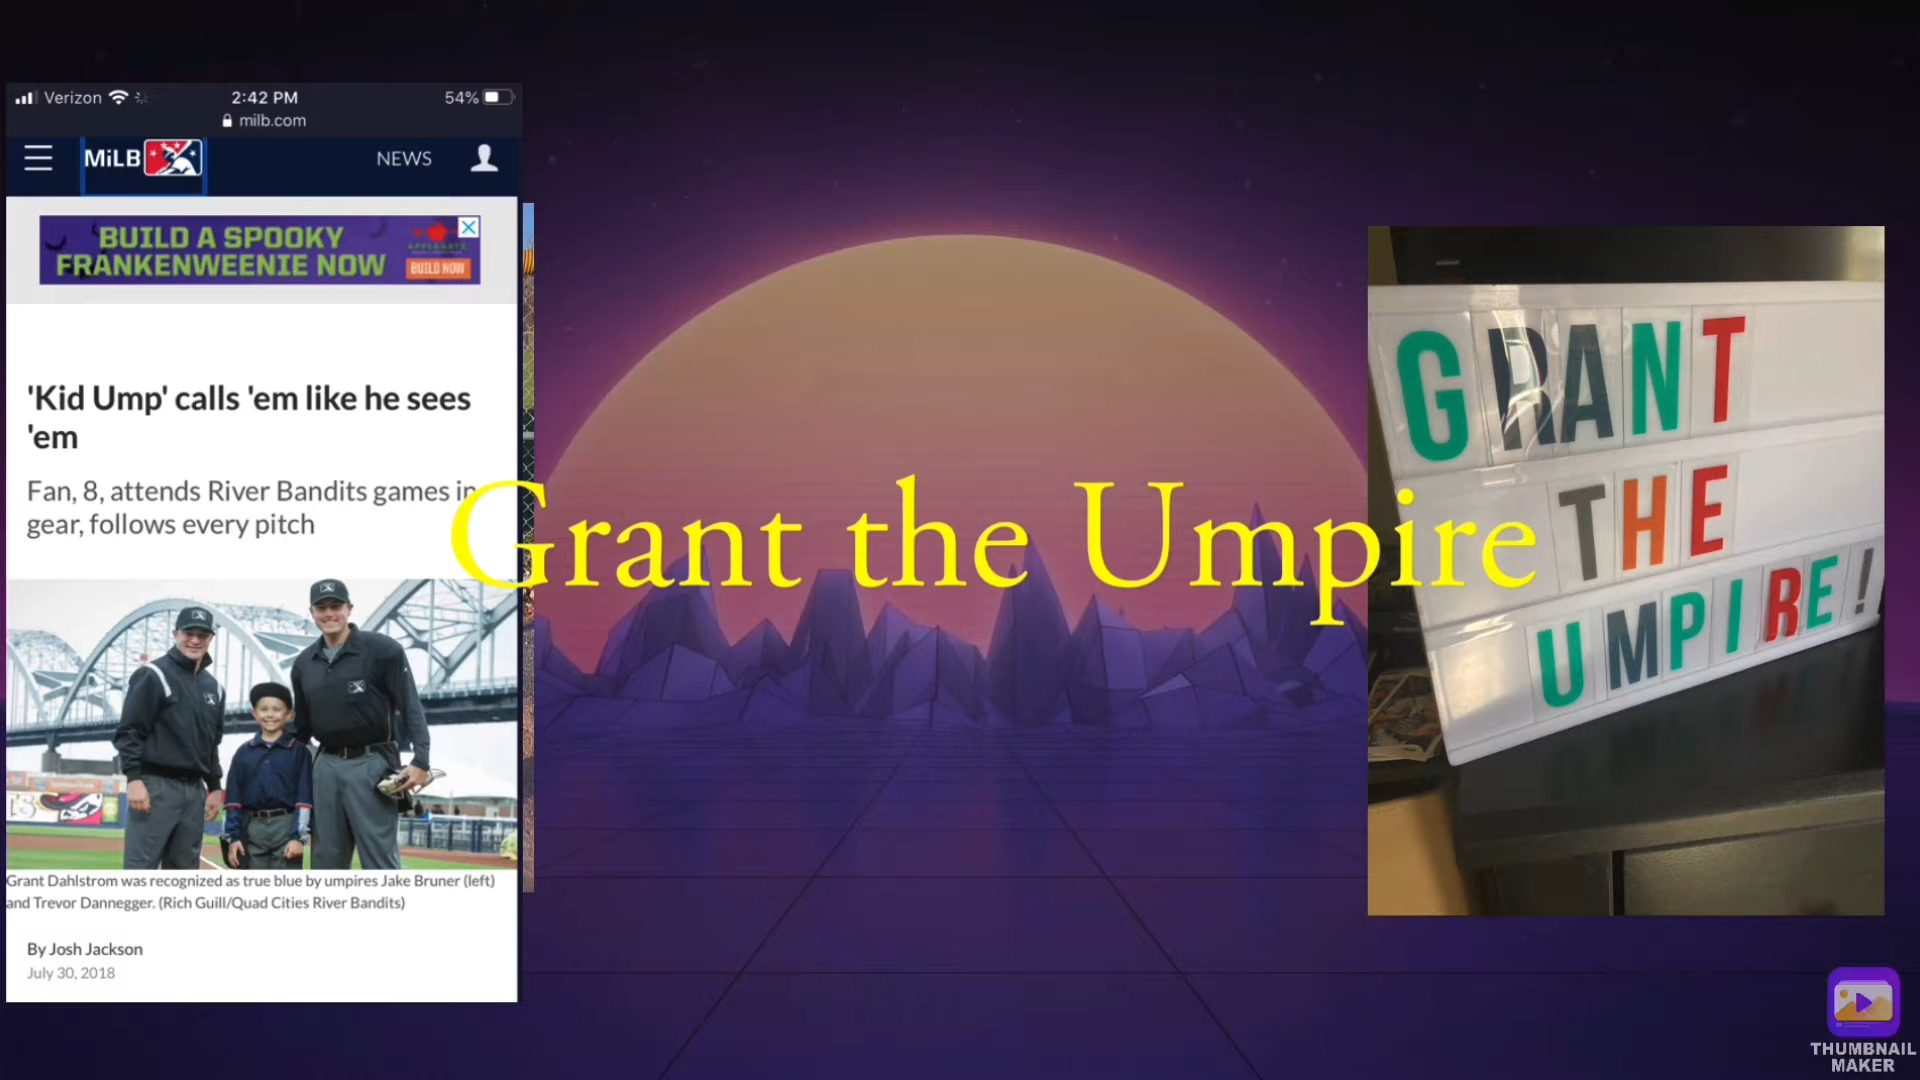 Verizon
2:42 PM
54%
milb.com
MiLB
NEWS
BUILD A SPOOKY
FRANKENWEENIE NOW
APPLEGATE
BUILD NOW
'Kid Ump' calls 'em like he sees
'em
Fan, 8, attends River Bandits games in
gear, follows every pitch
Grant Dahlstrom was recognized as true blue by umpires Jake Bruner (left)
and Trevor Dannegger. (Rich Guill/Quad Cities River Bandits)
By Josh Jackson
July 30, 2018
Grant the Umpire
GRANT
THE
UMPIRE!
THUMBNAIL
MAKER